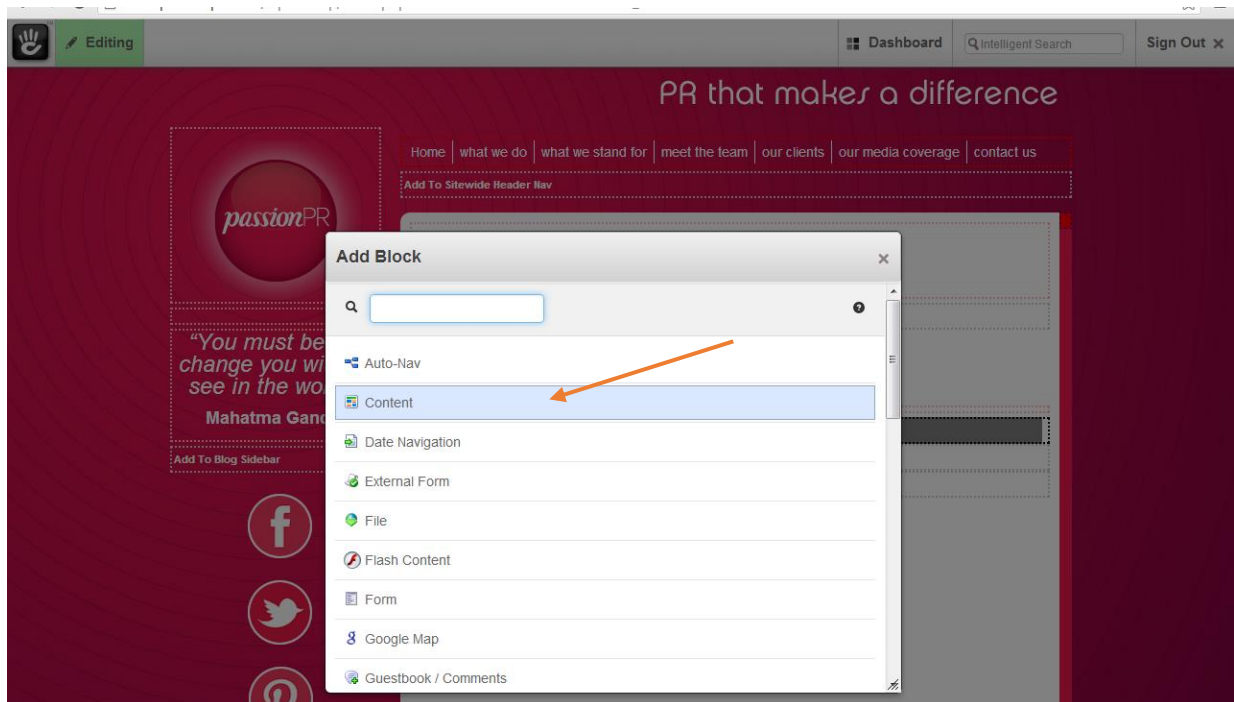 Editing
Dashboard
Intelligent Search
Sign Out
PR that makes a difference
Home what we do what we stand for meet the team our clients our media coverage contact us
Add To Sitewide Header Nav
passionPR
Add Block
"You must be
change you wi
see in the wo
Mahatma Gand
Add To Blog Sidebar
Auto-Nav
Content
Date Navigation
External Form
File
Flash Content
Form
Google Map
Guestbook / Comments